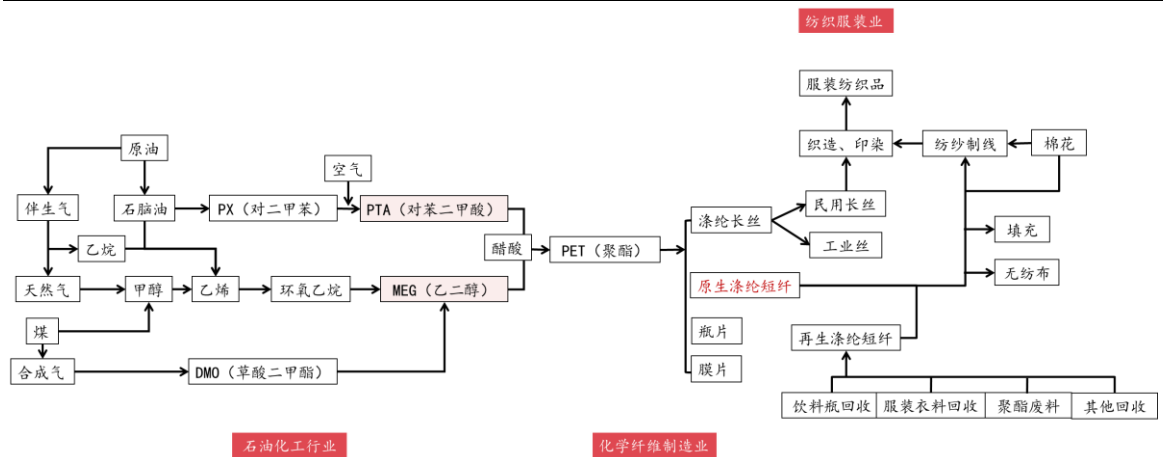 纺织服装业
服装纺织品
原油
空气
织造、印染
纺纱制线
棉花
伴生气
石脑油
PX（对二甲苯）
PTA（对苯二甲酸）
涤纶长丝
民用长丝
填充
乙烷
醋酸
PET（聚酯）
工业丝
天然气
甲醇
乙烯
环氧乙烷
MEG（乙二醇）
原生涤纶短纤
无纺布
煤
瓶片
再生涤纶短纤
合成气
DMO（草酸二甲酯）
膜片
饮料瓶回收
服装衣料回收
聚酯废料
其他回收
石油化工行业
化学纤维制造业